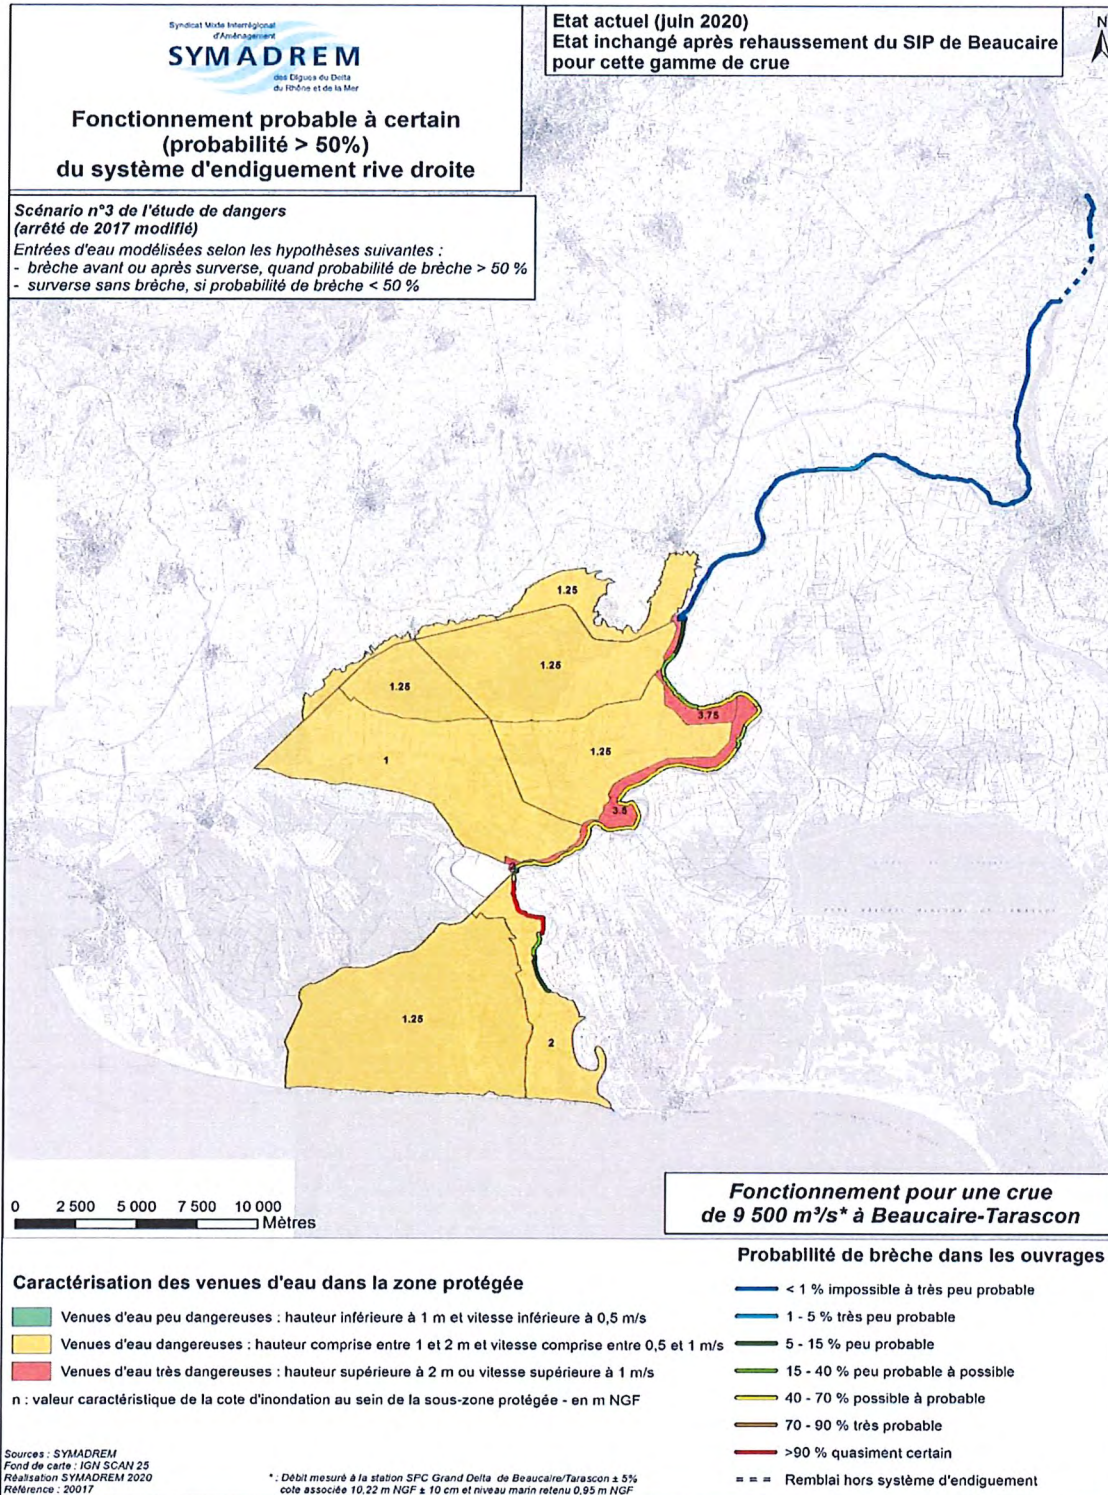 Syndicat Mixte Interrégional
d'Aménagement
SYMADREM
des Digues du Delta
du Rhône et de la Mer
Fonctionnement probable à certain
(probabilité > 50%)
du système d'endiguement rive droite
Etat actuel (juin 2020)
Etat inchangé après rehaussement du SIP de Beaucaire
pour cette gamme de crue
N
Scénario n°3 de l'étude de dangers
(arrêté de 2017 modifié)
Entrées d'eau modélisées selon les hypothèses suivantes :
- brèche avant ou après surverse, quand probabilité de brèche > 50 %
- surverse sans brèche, si probabilité de brèche < 50 %
1.25
1.25
1.25
3.75
1.25
1
3.5
1.25
2
0 2 500 5 000 7 500 10 000
Mètres
Fonctionnement pour une crue
de 9 500 m³/s* à Beaucaire-Tarascon
Caractérisation des venues d'eau dans la zone protégée
Venues d'eau peu dangereuses : hauteur inférieure à 1 m et vitesse inférieure à 0,5 m/s
Venues d'eau dangereuses : hauteur comprise entre 1 et 2 m et vitesse comprise entre 0,5 et 1 m/s
Venues d'eau très dangereuses : hauteur supérieure à 2 m ou vitesse supérieure à 1 m/s
n : valeur caractéristique de la cote d'inondation au sein de la sous-zone protégée - en m NGF
Probabilité de brèche dans les ouvrages
< 1 % impossible à très peu probable
1 - 5 % très peu probable
5 - 15 % peu probable
15 - 40 % peu probable à possible
40 - 70 % possible à probable
70 - 90 % très probable
>90 % quasiment certain
Remblai hors système d'endiguement
Sources : SYMADREM
Fond de carte : IGN SCAN 25
Réalisation SYMADREM 2020
Référence : 20017
* : Débit mesuré à la station SPC Grand Delta de Beaucaire/Tarascon ± 5%
cote associée 10,22 m NGF ± 10 cm et niveau marin retenu 0,95 m NGF